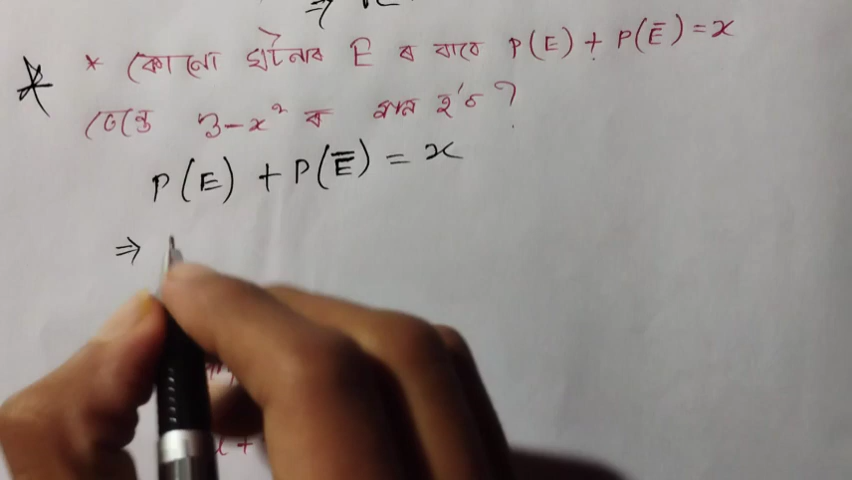 * কোনো ঘটনাৰ E ৰ বাবে P(E) + P(Ē) = x
তেন্তে 3-x² ৰ মান হ'ব ?
P(E) + P(Ē) = x
⇒